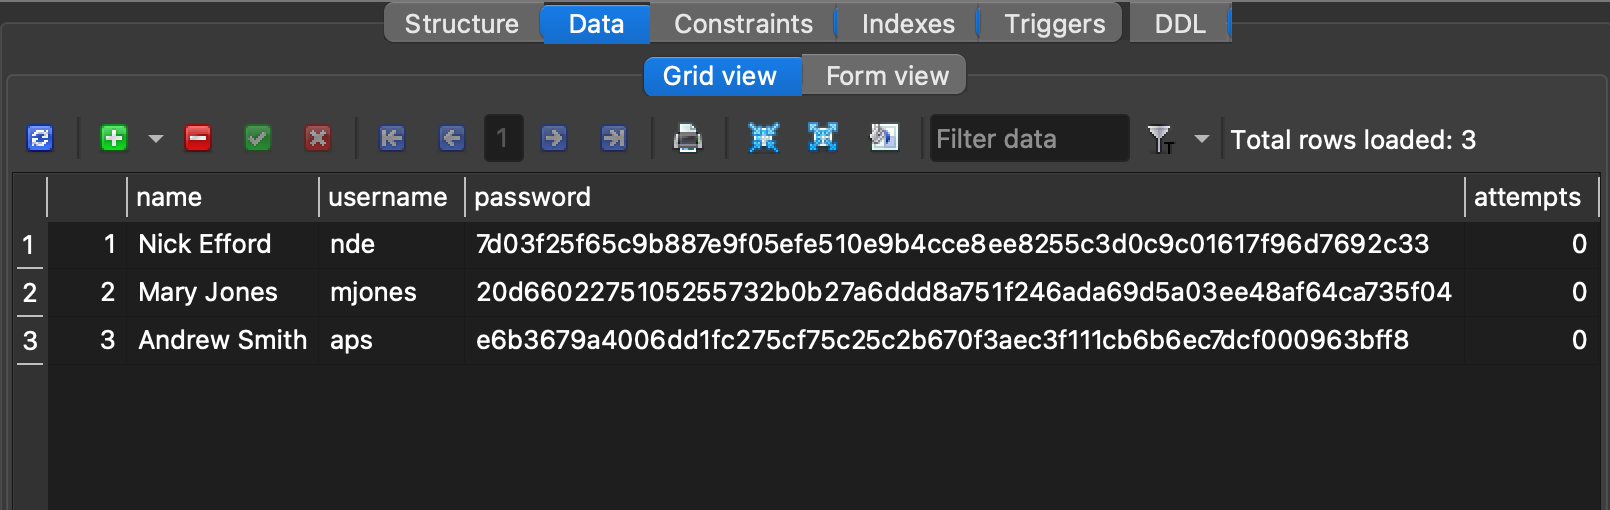 Structure Data Constraints Indexes Triggers DDL
Grid view Form view
1 Filter data T Total rows loaded: 3
name username password attempts
1 1 Nick Efford nde 7d03f25f65c9b887e9f05efe510e9b4cce8ee8255c3d0c9c01617f96d7692c33 0
2 2 Mary Jones mjones 20d6602275105255732b0b27a6ddd8a751f246ada69d5a03ee48af64ca735f04 0
3 3 Andrew Smith aps e6b3679a4006dd1fc275cf75c25c2b670f3aec3f111cb6b6ec7dcf000963bff8 0